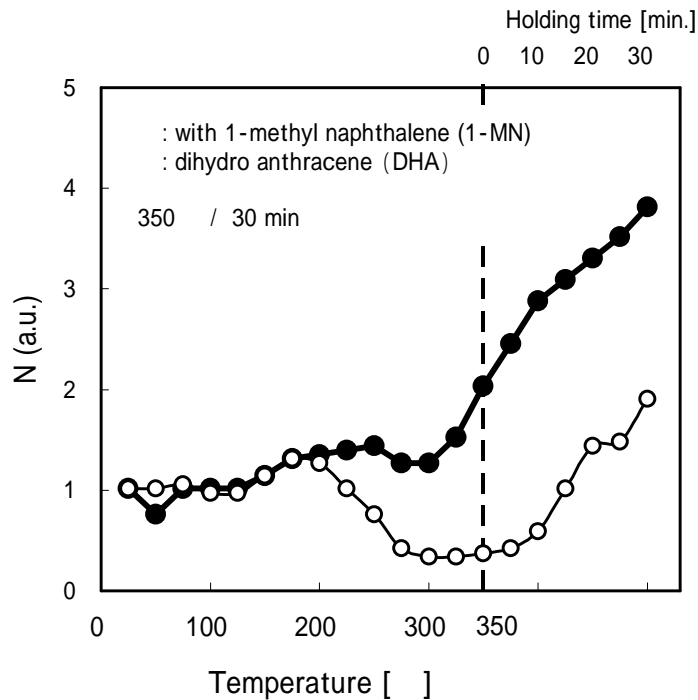 Holding time [min.]
0 10 20 30
5
: with 1-methyl naphthalene (1-MN)
: dihydro anthracene (DHA)
4
350 / 30 min
3
N (a.u.)
2
1
0
0 100 200 300 350
Temperature [ ]